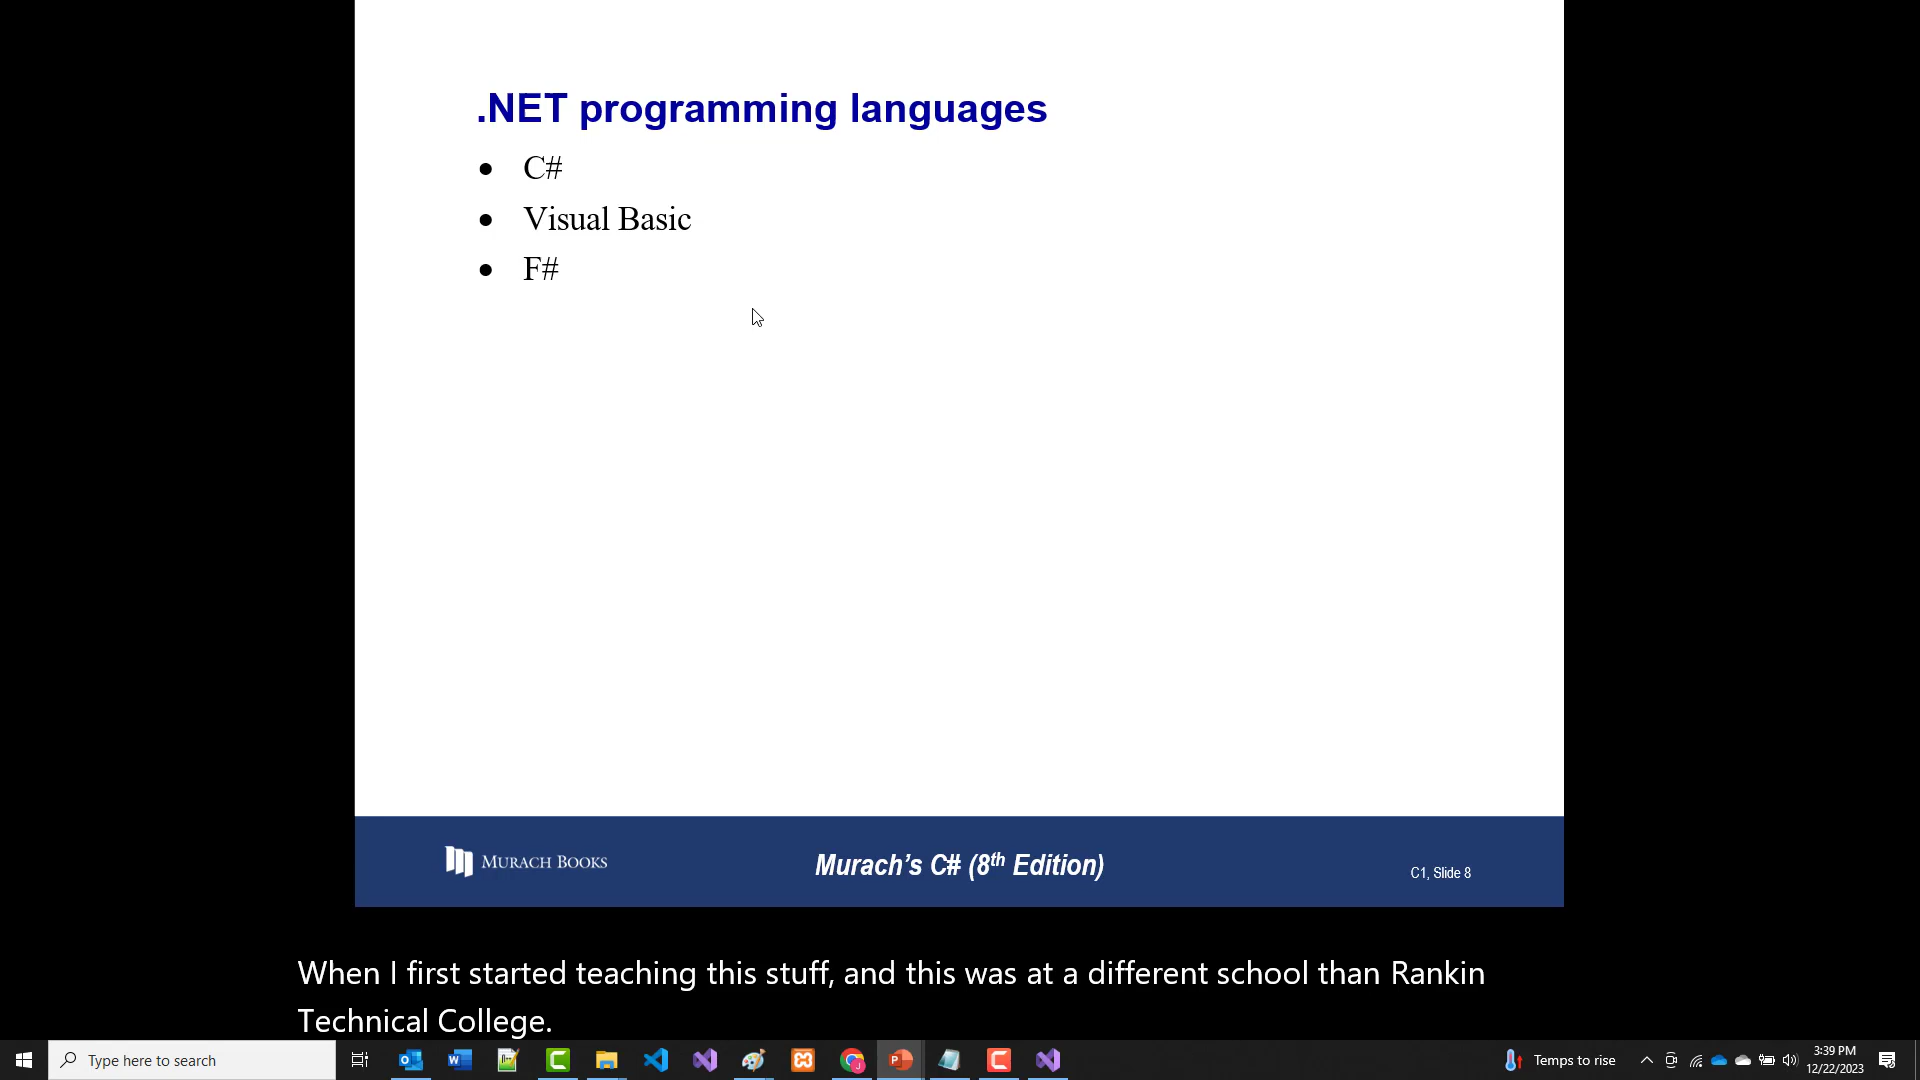 .NET programming languages
• C#
• Visual Basic
• F#
MURACH BOOKS
Murach's C# (8th Edition)
C1, Slide 8
When I first started teaching this stuff, and this was at a different school than Rankin
Technical College.
Type here to search
Temps to rise
3:39 PM
12/22/2023